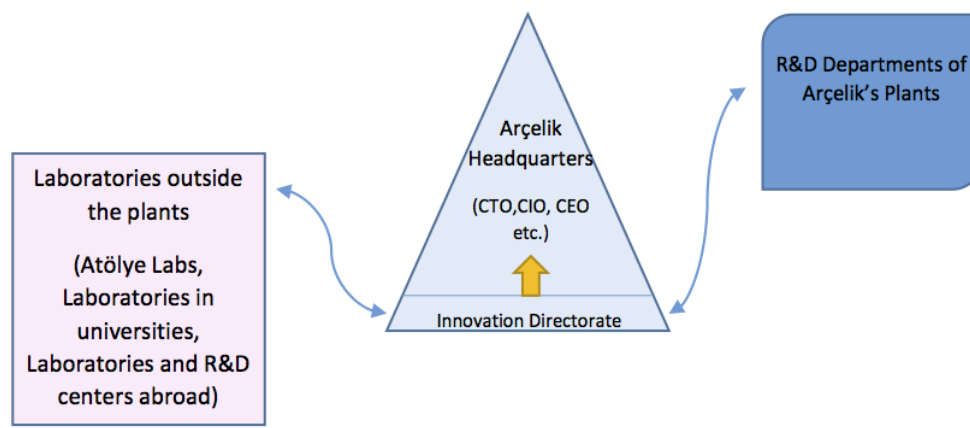 Laboratories outside
the plants
(Atölye Labs,
Laboratories in
universities,
Laboratories and R&D
centers abroad)
Arçelik
Headquarters
(CTO,CIO, CEO
etc.)
Innovation Directorate
R&D Departments of
Arçelik’s Plants